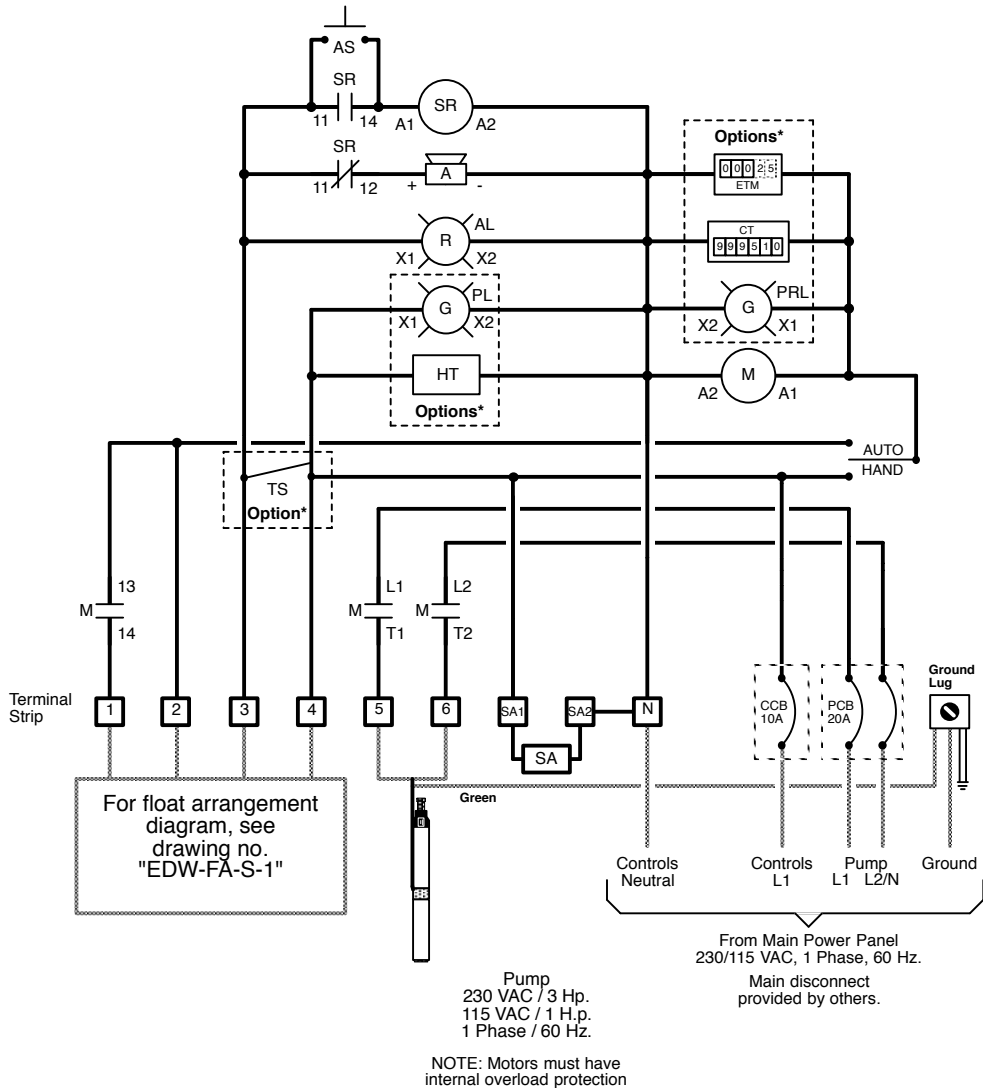 AS
SR
11 14
SR
A1 A2
SR
11 12
A
+ -
Options*
0 0 0 2 5
ETM
R
AL
X1 X2
CT
9 9 9 5 1 0
G
PL
X1 X2
G
PRL
X2 X1
HT
Options*
M
A2 A1
AUTO
HAND
TS
Option*
13
M
14
L1
M
T1
L2
M
T2
Terminal
Strip
1
2
3
4
5
6
SA1
SA2
N
SA
CCB
10A
PCB
20A
Ground
Lug
Green
For float arrangement
diagram, see
drawing no.
"EDW-FA-S-1"
Controls
Neutral
Controls
L1
Pump
L1 L2/N
Ground
From Main Power Panel
230/115 VAC, 1 Phase, 60 Hz.
Main disconnect
provided by others.
Pump
230 VAC / 3 Hp.
115 VAC / 1 H.p.
1 Phase / 60 Hz.
NOTE: Motors must have
internal overload protection